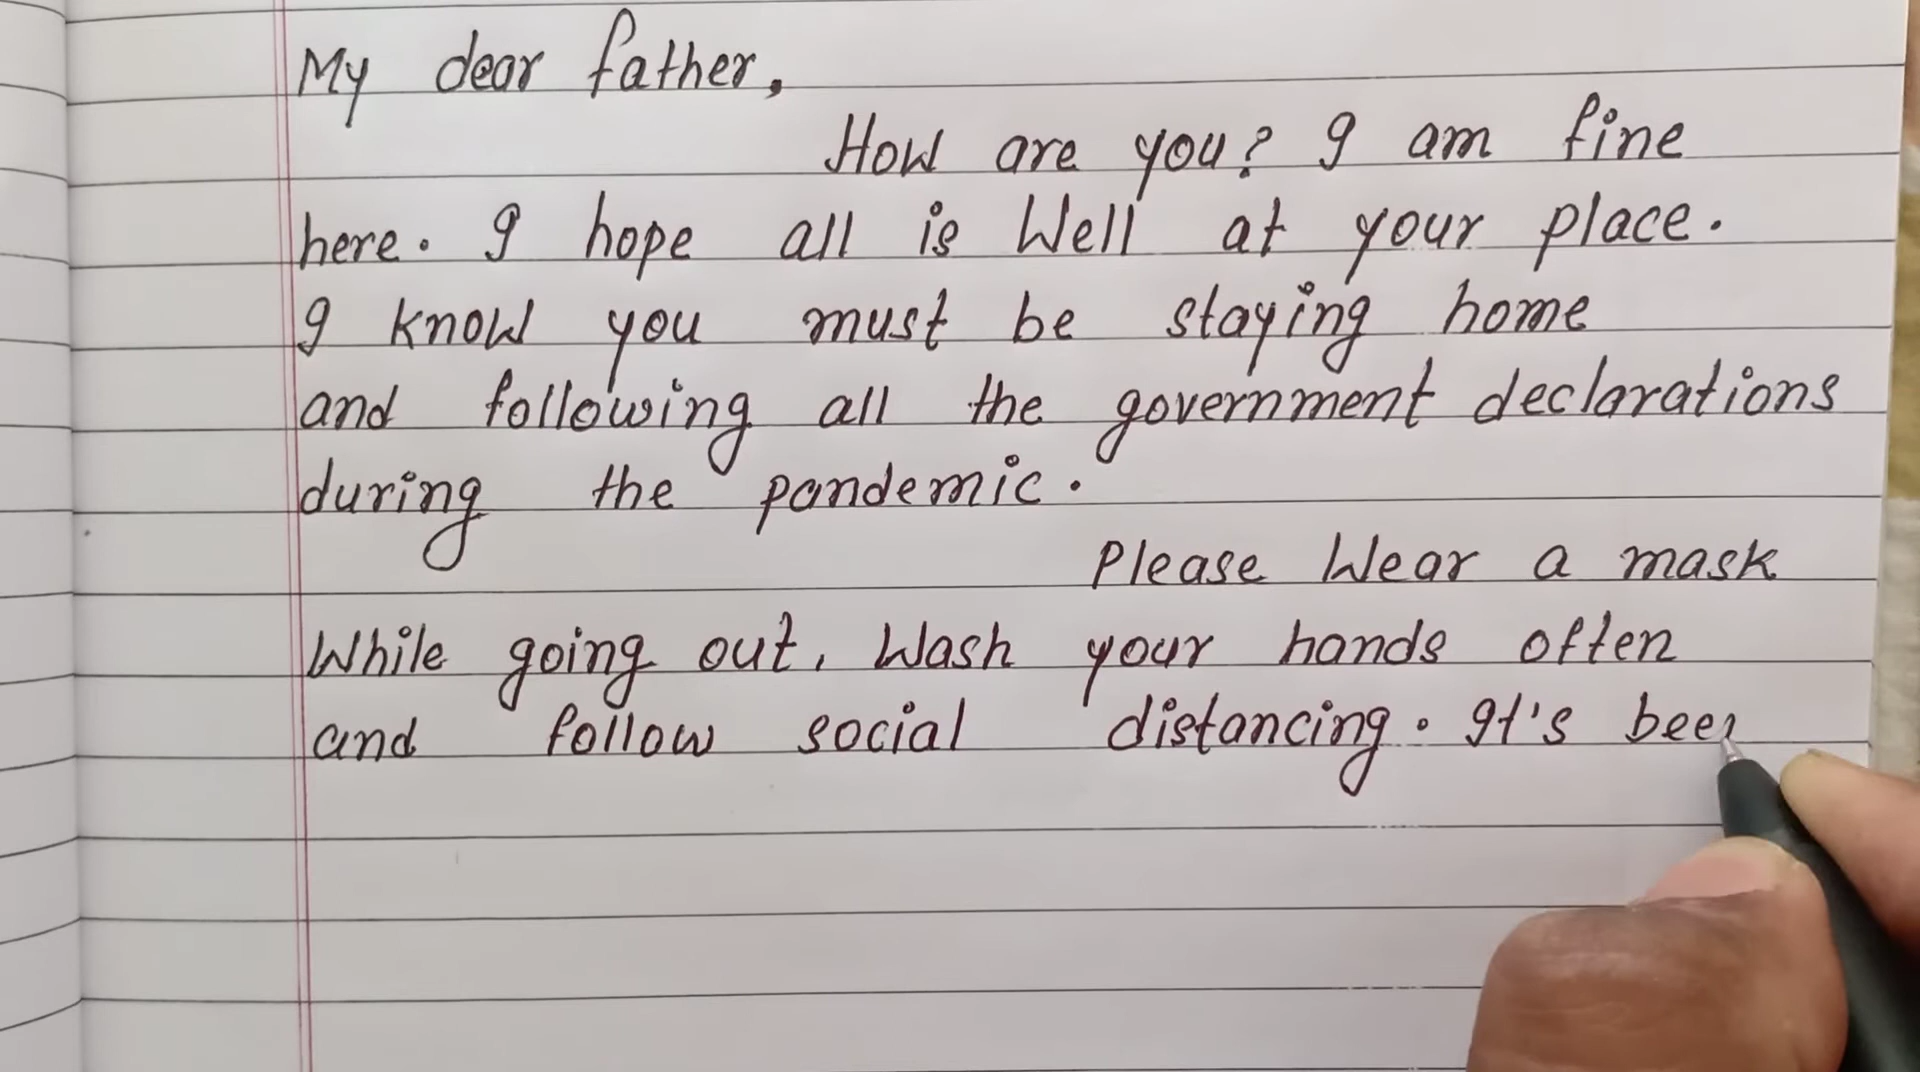 My dear father,
How are you? I am fine
here. I hope all is Well at your place.
I know you must be staying home
and following all the government declarations
during the pandemic.
Please Wear a mask
While going out, Wash your hands often
and follow social distancing. It's been